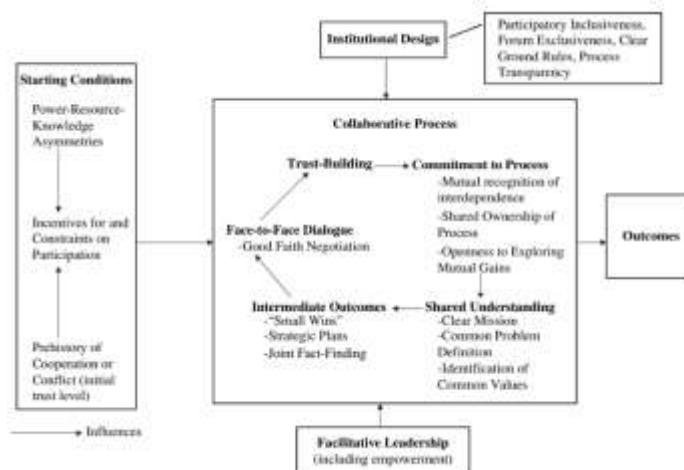 Institutional Design
Participatory Inclusiveness,
Forum Exclusiveness, Clear
Ground Rules, Process
Transparency
Starting Conditions
Power-Resource-
Knowledge
Asymmetries
Incentives for and
Constraints on
Participation
Prehistory of
Cooperation or
Conflict (initial
trust level)
Influences
Collaborative Process
Trust-Building
Commitment to Process
-Mutual recognition of
interdependence
-Shared Ownership of
Process
-Openness to Exploring
Mutual Gains
Face-to-Face Dialogue
-Good Faith Negotiation
Intermediate Outcomes
-“Small Wins”
-Strategic Plans
-Joint Fact-Finding
Shared Understanding
-Clear Mission
-Common Problem
Definition
-Identification of
Common Values
Outcomes
Facilitative Leadership
(including empowerment)